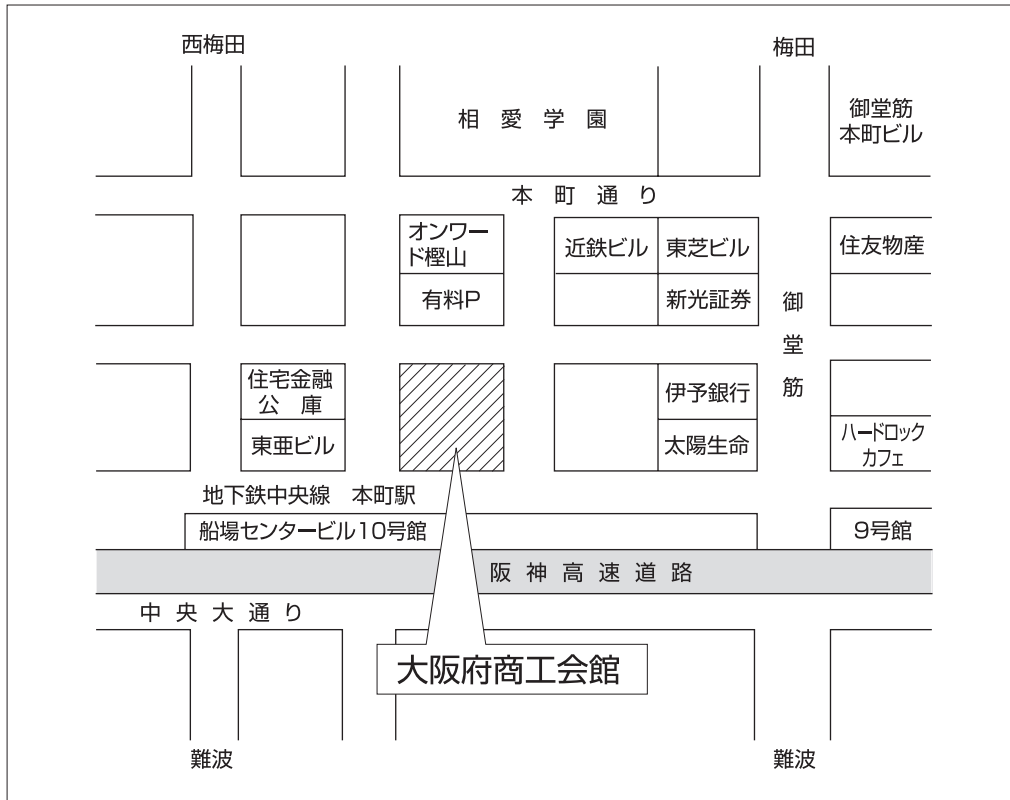 西梅田
梅田
相愛学園
御堂筋
本町ビル
本町通り
オンワー
ド樫山
有料P
近鉄ビル
東芝ビル
新光証券
住友物産
御堂筋
住宅金融
公庫
東亜ビル
伊予銀行
太陽生命
ハードロック
カフェ
地下鉄中央線 本町駅
船場センタービル10号館
9号館
阪神高速道路
中央大通り
大阪府商工会館
難波
難波